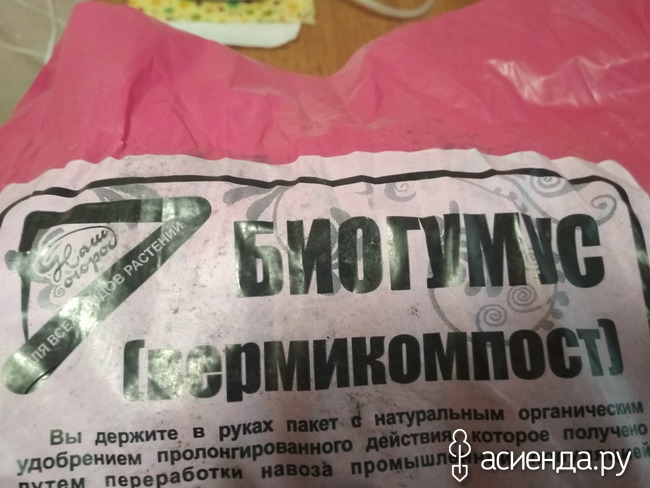 Наш
огород
ДЛЯ ВСЕХ ВИДОВ РАСТЕНИЙ
БИОГУМУС
(вермикомпост)
Вы держите в руках пакет с натуральным органическим
удобрением пролонгированного действия, которое получено
путем переработки навоза
асиенда.ру